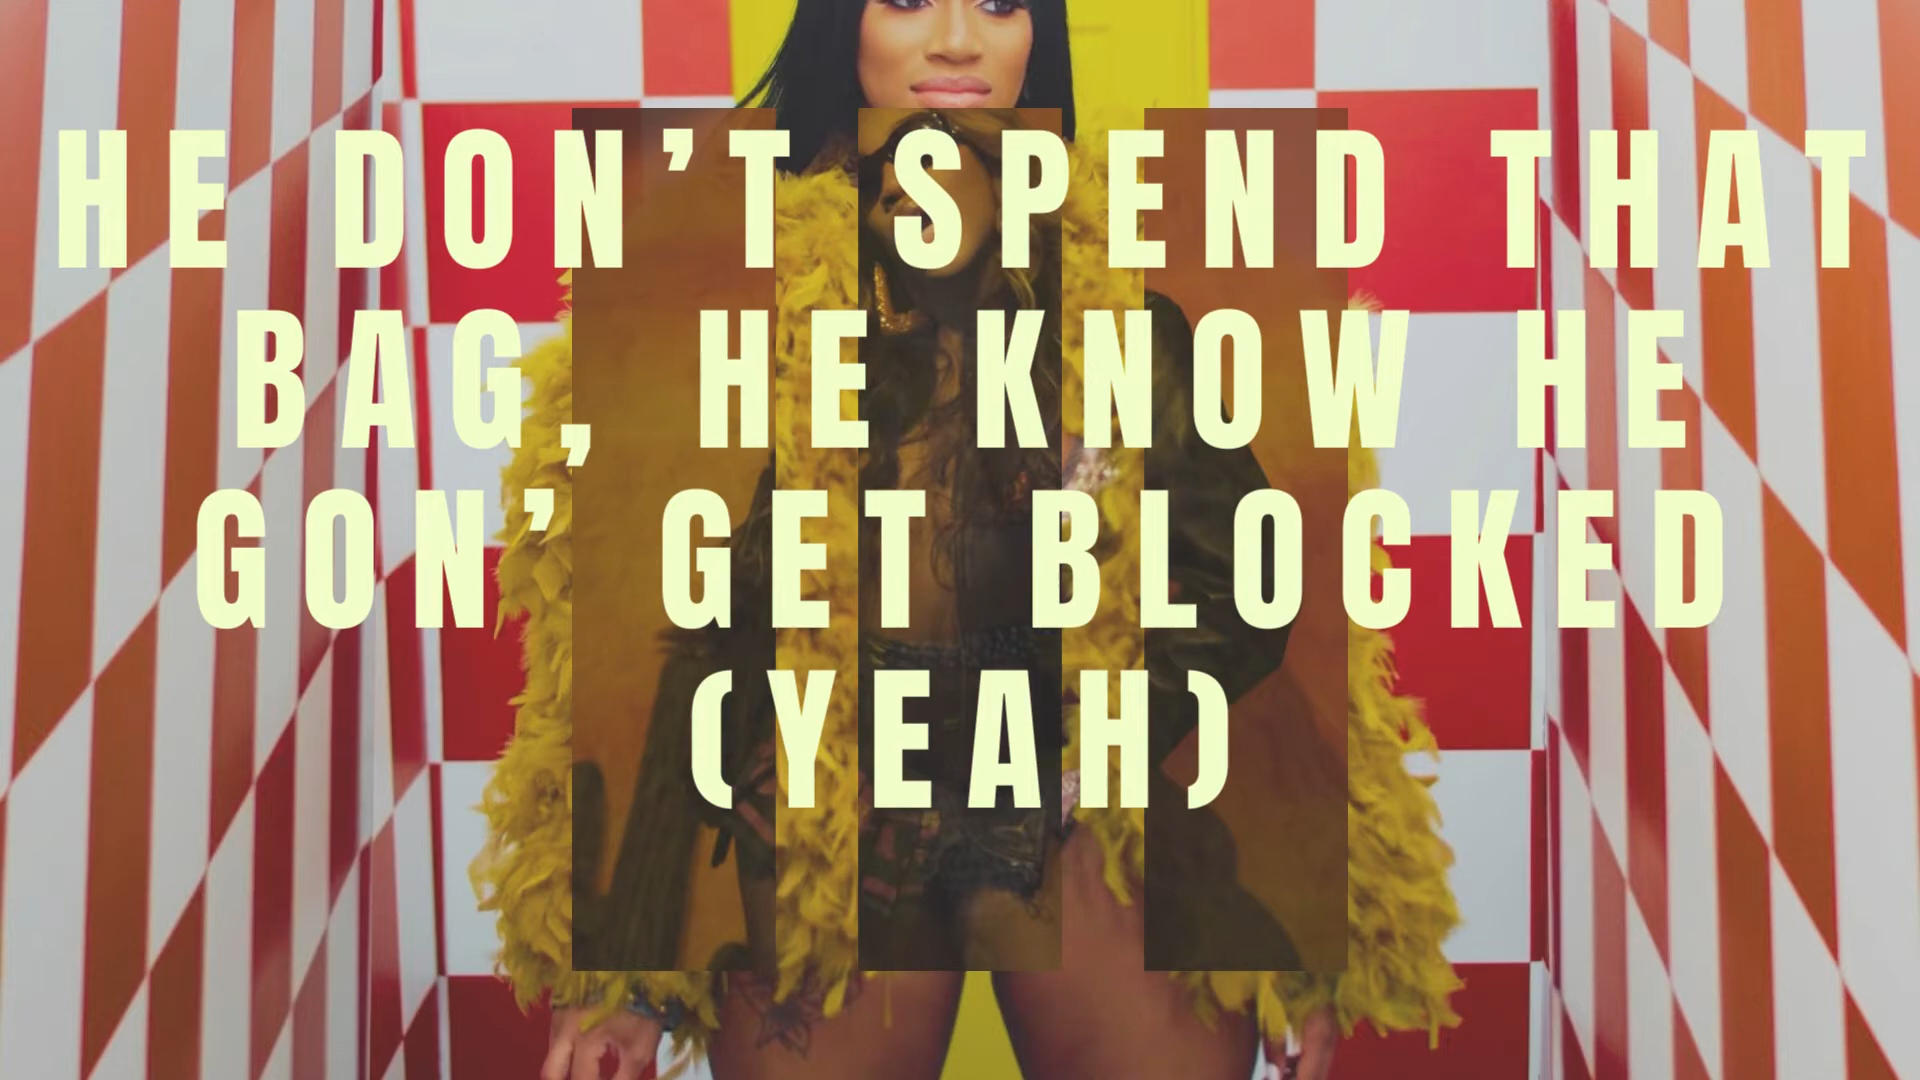 HE DON’T SPEND THAT
BAG, HE KNOW HE
GON’ GET BLOCKED
(YEAH)